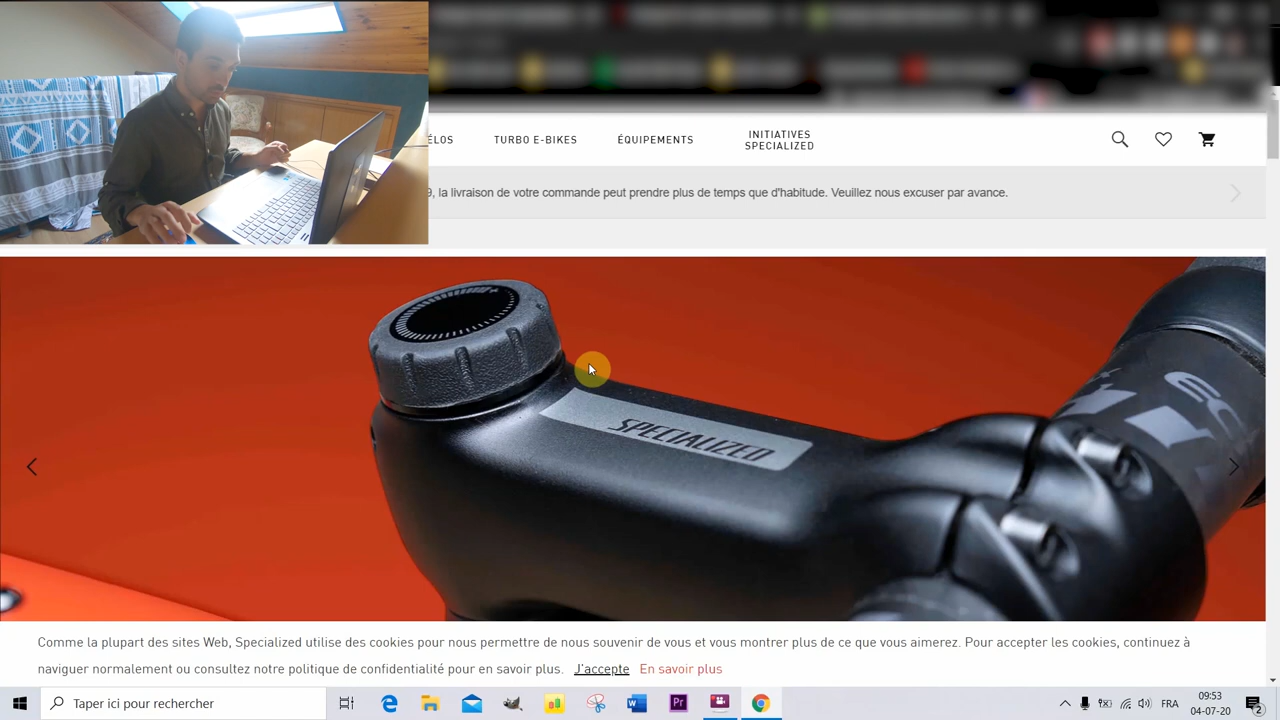 ÉLOS
TURBO E-BIKES
ÉQUIPEMENTS
INITIATIVES
SPECIALIZED
9, la livraison de votre commande peut prendre plus de temps que d'habitude. Veuillez nous excuser par avance.
SPECIALIZED
Comme la plupart des sites Web, Specialized utilise des cookies pour nous permettre de nous souvenir de vous et vous montrer plus de ce que vous aimerez. Pour accepter les cookies, continuez à
naviguer normalement ou consultez notre politique de confidentialité pour en savoir plus. J'accepte En savoir plus
Taper ici pour rechercher
W
Pr
FRA
09:53
04-07-20
2